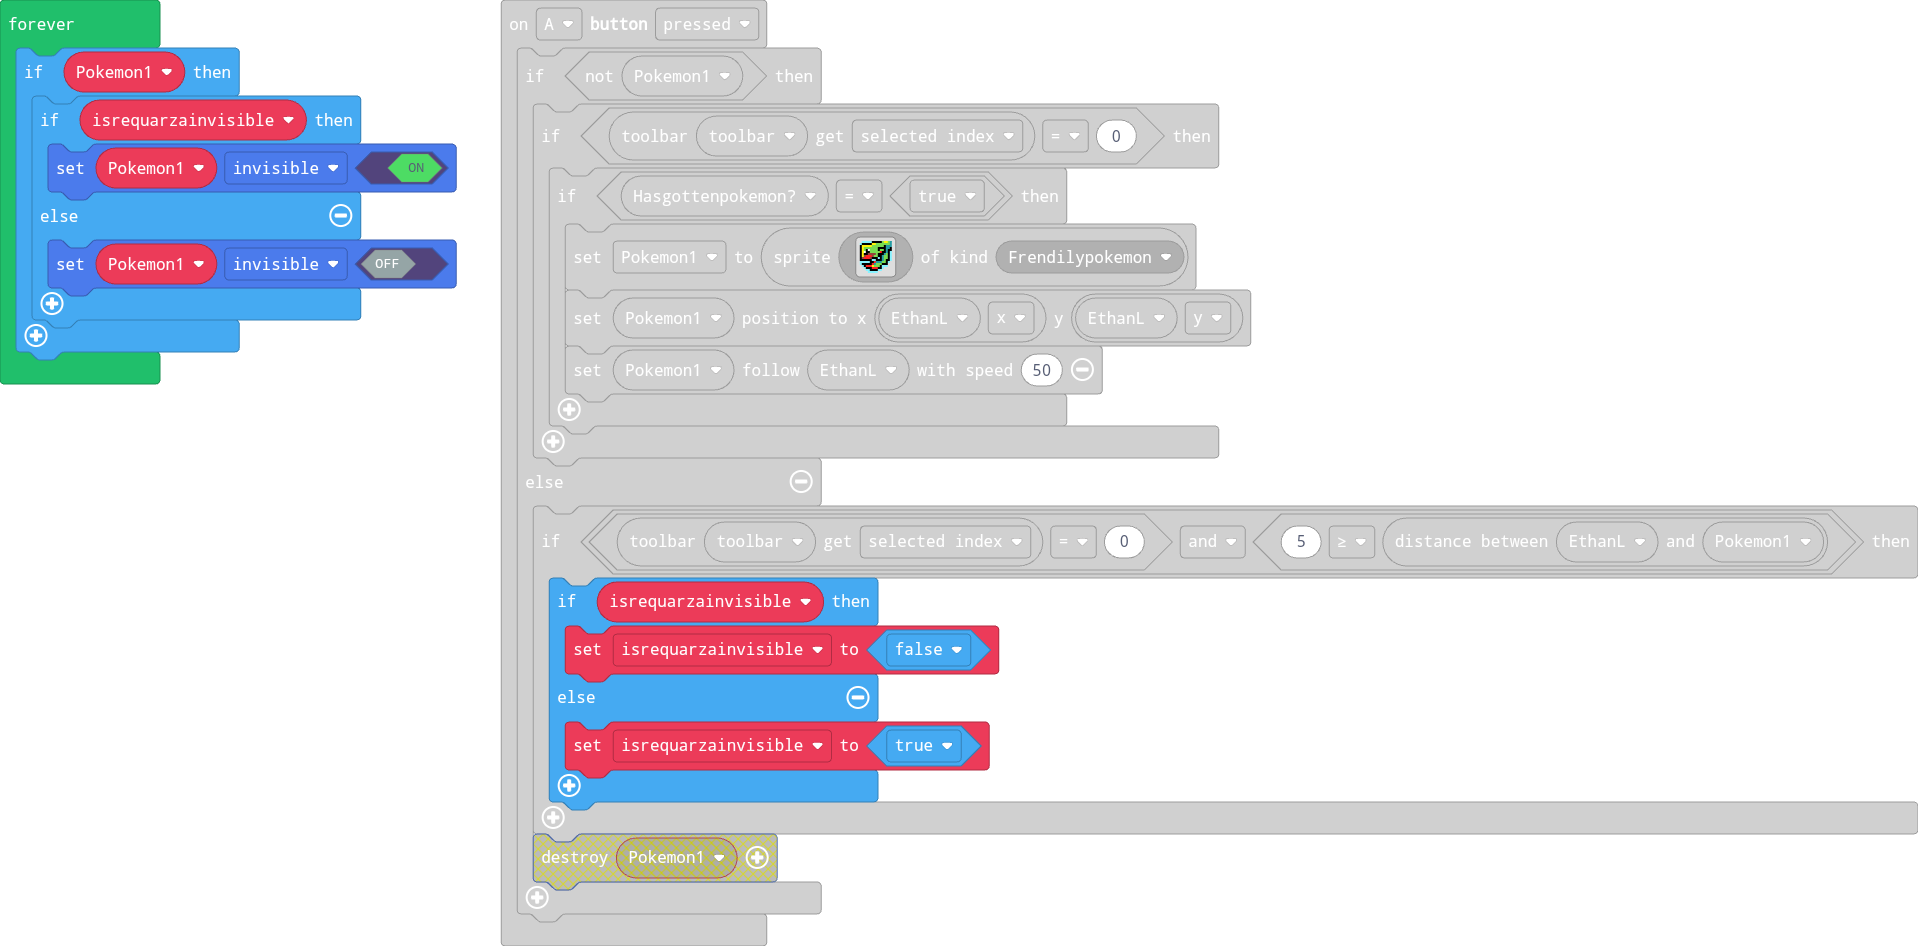 forever
if Pokemon1 then
if isrequarzainvisible then
set Pokemon1 invisible ON
else
set Pokemon1 invisible OFF
on A button pressed
if not Pokemon1 then
if toolbar toolbar get selected index = 0 then
if Hasgottenpokemon? = true then
set Pokemon1 to sprite of kind Frendilypokemon
set Pokemon1 position to x EthanL x y EthanL y
set Pokemon1 follow EthanL with speed 50
else
if toolbar toolbar get selected index = 0 and 5 ≥ distance between EthanL and Pokemon1 then
if isrequarzainvisible then
set isrequarzainvisible to false
else
set isrequarzainvisible to true
destroy Pokemon1